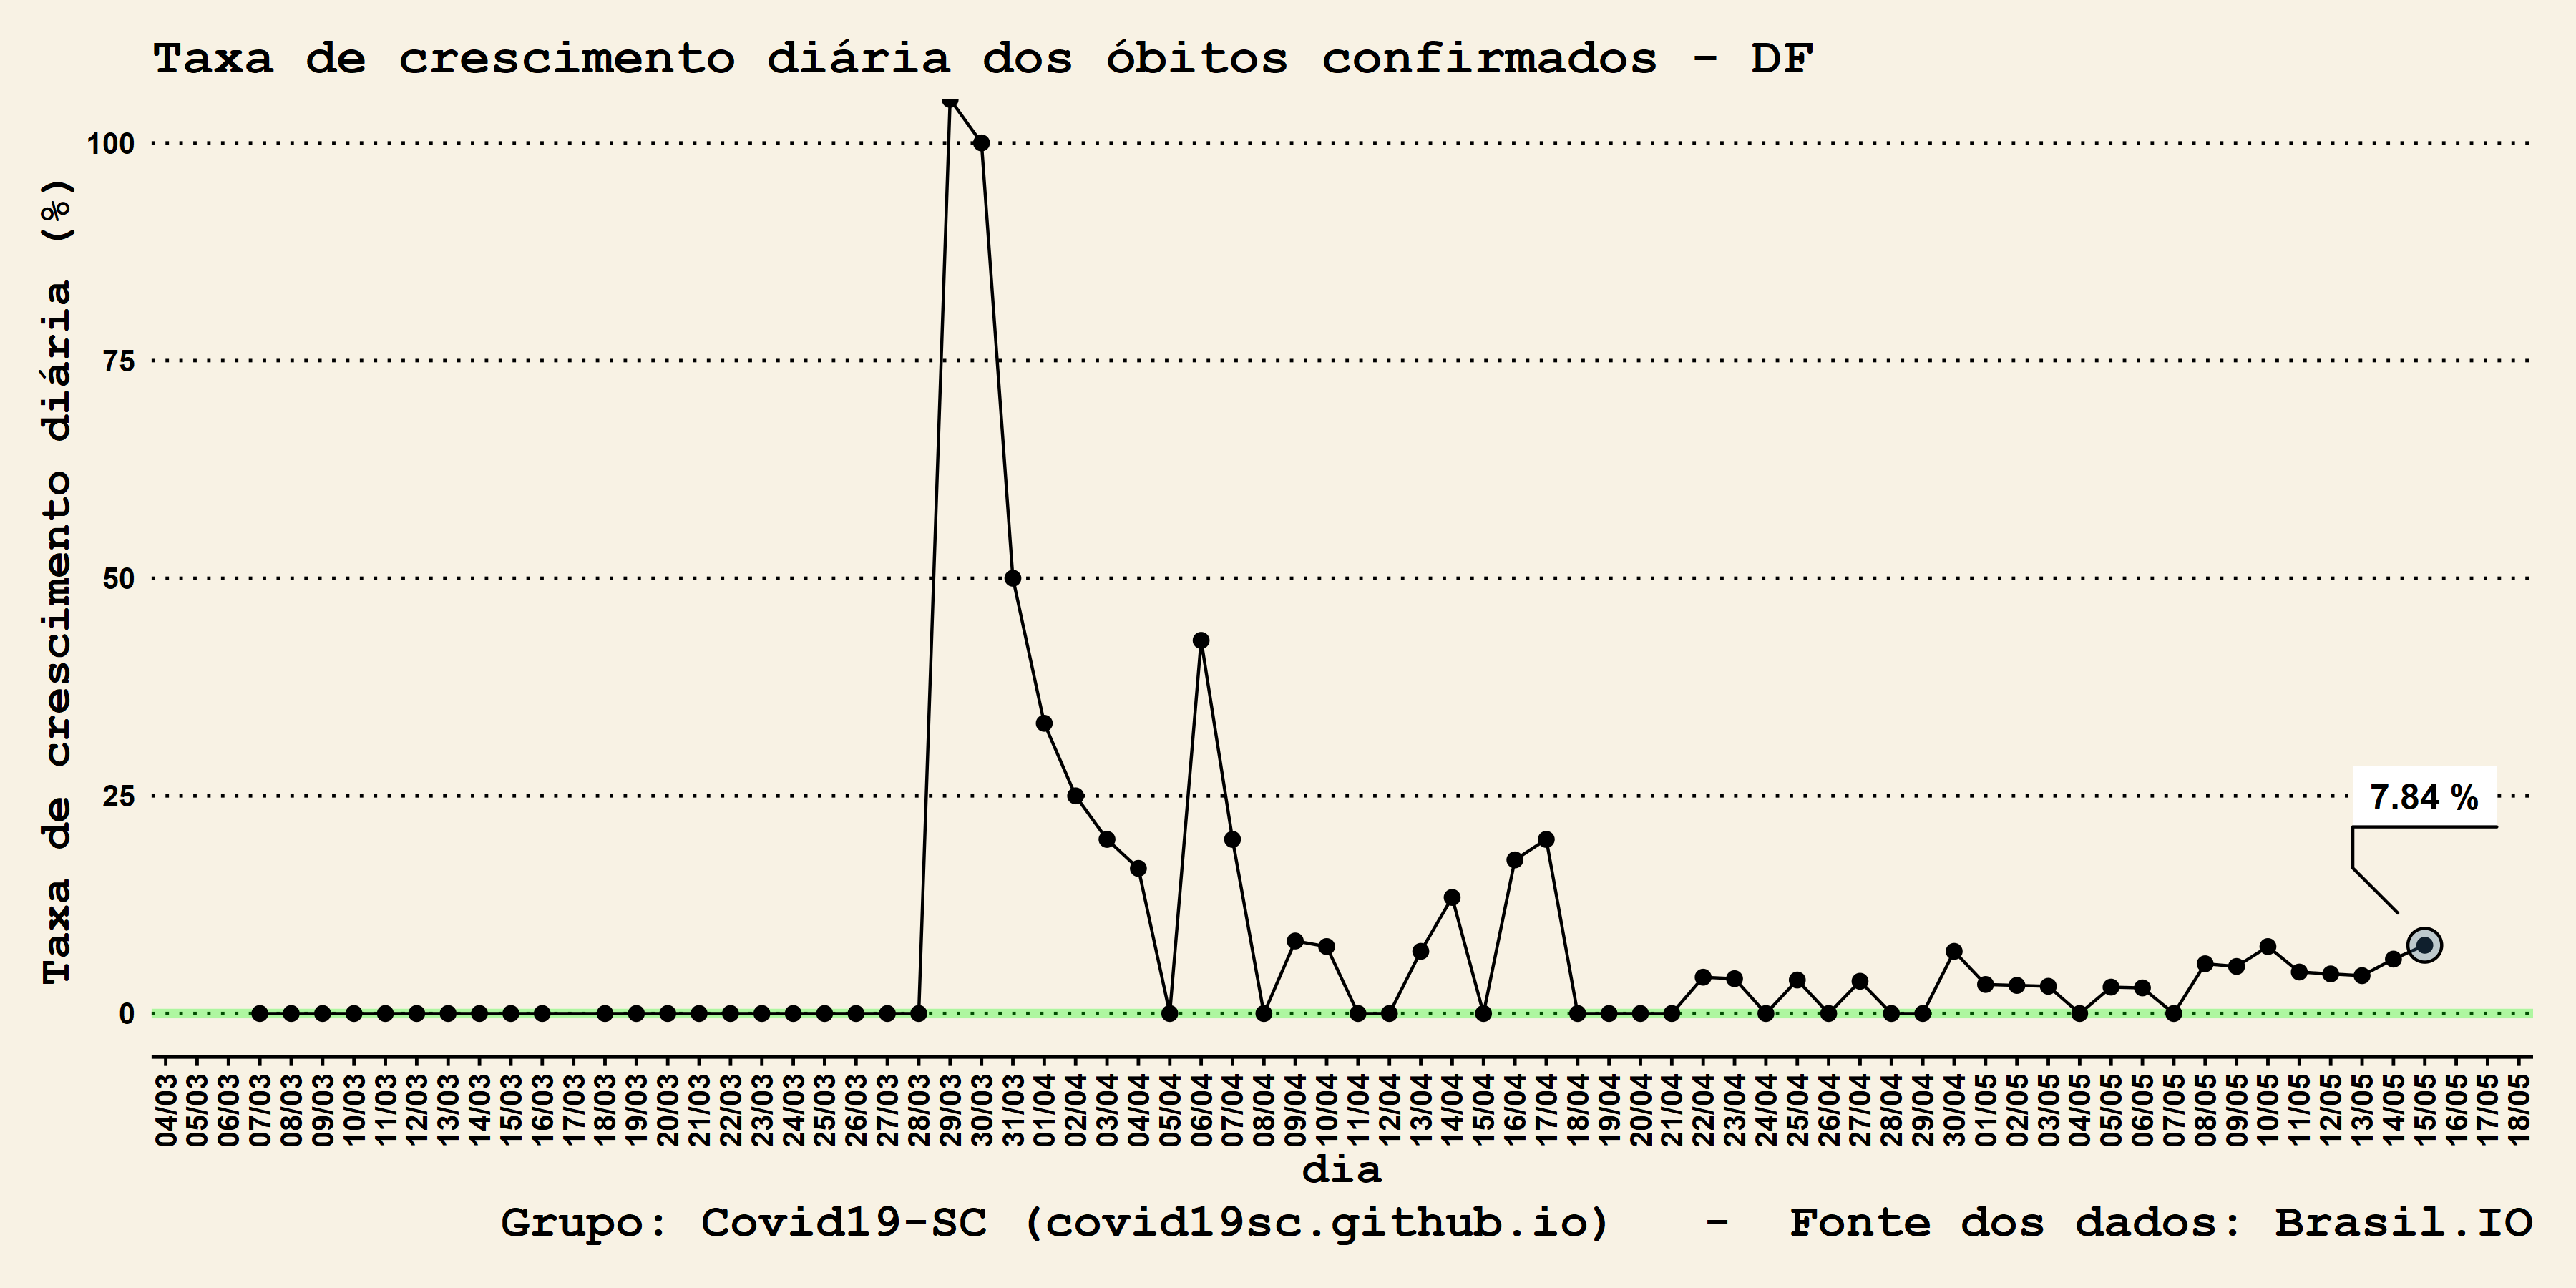 Taxa de crescimento diária dos óbitos confirmados - DF
Taxa de crescimento diária (%)
100
75
50
25
0
7.84 %
04/03 05/03 06/03 07/03 08/03 09/03 10/03 11/03 12/03 13/03 14/03 15/03 16/03 17/03 18/03 19/03 20/03 21/03 22/03 23/03 24/03 25/03 26/03 27/03 28/03 29/03 30/03 31/03 01/04 02/04 03/04 04/04 05/04 06/04 07/04 08/04 09/04 10/04 11/04 12/04 13/04 14/04 15/04 16/04 17/04 18/04 19/04 20/04 21/04 22/04 23/04 24/04 25/04 26/04 27/04 28/04 29/04 30/04 01/05 02/05 03/05 04/05 05/05 06/05 07/05 08/05 09/05 10/05 11/05 12/05 13/05 14/05 15/05 16/05 17/05 18/05
dia
Grupo: Covid19-SC (covid19sc.github.io) - Fonte dos dados: Brasil.IO